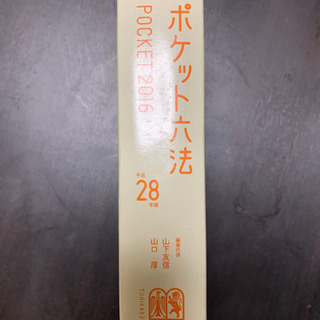 ポケット六法
POCKET 2016
平成
28
年版
編集代表
山下友信
山口 厚
YUHIKAKU